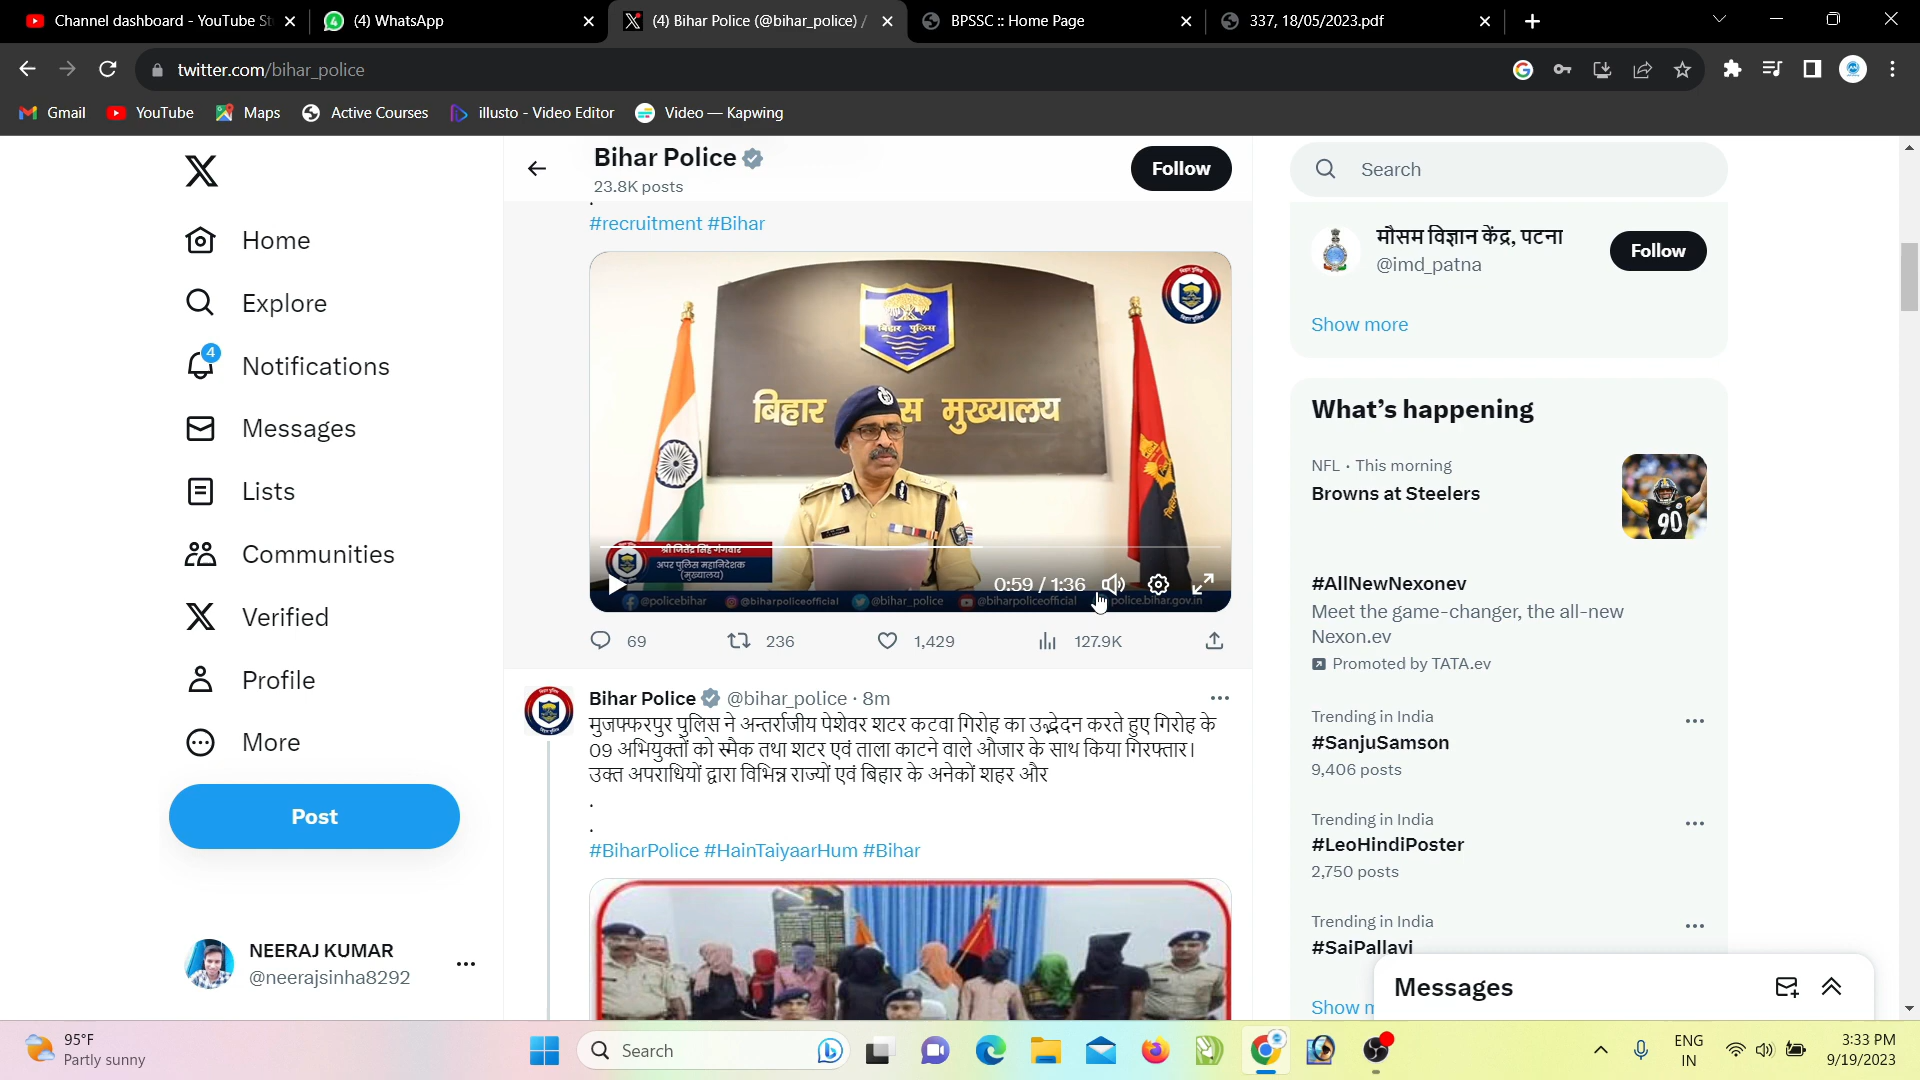 Channel dashboard - YouTube St
(4) WhatsApp
(4) Bihar Police (@bihar_police) /
BPSSC :: Home Page
337, 18/05/2023.pdf
twitter.com/bihar_police
Gmail
YouTube
Maps
Active Courses
illusto - Video Editor
Video — Kapwing
Home
Explore
4
Notifications
Messages
Lists
Communities
Verified
Profile
More
Post
NEERAJ KUMAR
@neerajsinha8292
Bihar Police
23.8K posts
Follow
.
#recruitment #Bihar
बिहार पुलिस
बिहार
स मुख्यालय
श्री जितेंद्र सिंह गंगवार
अपर पुलिस महानिदेशक
(मुख्यालय)
0:59 / 1:36
@policebihar
@biharpoliceofficial
@bihar_police
@biharpoliceofficial
police.bihar.gov.in
69
236
1,429
127.9K
Bihar Police @bihar_police · 8m
मुजफ्फरपुर पुलिस ने अन्तर्राजीय पेशेवर शटर कटवा गिरोह का उद्भेदन करते हुए गिरोह के
09 अभियुक्तों को स्मैक तथा शटर एवं ताला काटने वाले औजार के साथ किया गिरफ्तार।
उक्त अपराधियों द्वारा विभिन्न राज्यों एवं बिहार के अनेकों शहर और
.
.
#BiharPolice #HainTaiyaarHum #Bihar
Search
मौसम विज्ञान केंद्र, पटना
@imd_patna
Follow
Show more
What's happening
NFL · This morning
Browns at Steelers
90
#AllNewNexonev
Meet the game-changer, the all-new
Nexon.ev
Promoted by TATA.ev
Trending in India
#SanjuSamson
9,406 posts
Trending in India
#LeoHindiPoster
2,750 posts
Trending in India
#SaiPallavi
Show m
Messages
95°F
Partly sunny
Search
ENG
IN
3:33 PM
9/19/2023